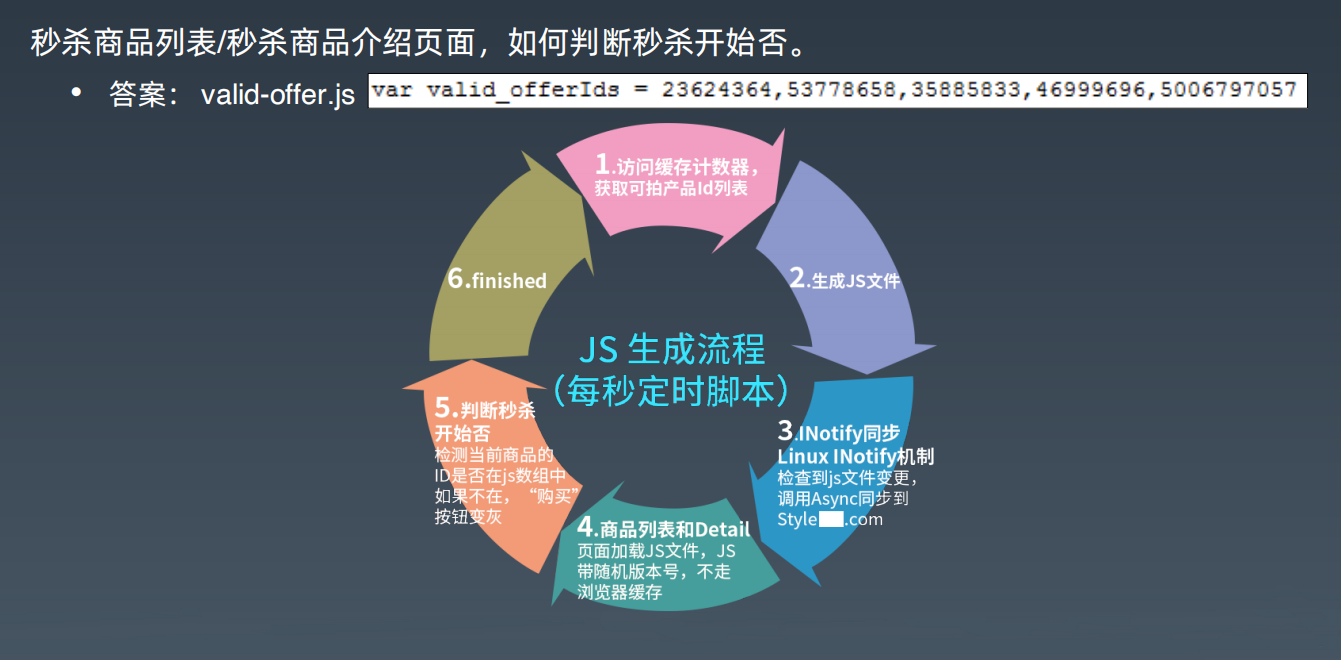 秒杀商品列表/秒杀商品介绍页面，如何判断秒杀开始否。
• 答案： valid-offer.js var valid_offerIds = 23624364,53778658,35885833,46999696,5006797057
1.访问缓存计数器，
获取可拍产品Id列表
2.生成JS文件
3.INotify同步
Linux INotify机制
检查到js文件变更，
调用Async同步到
Style .com
4.商品列表和Detail
页面加载JS文件，JS
带随机版本号，不走
浏览器缓存
5.判断秒杀
开始否
检测当前商品的
ID是否在js数组中
如果不在，“购买”
按钮变灰
6.finished
JS 生成流程
（每秒定时脚本）